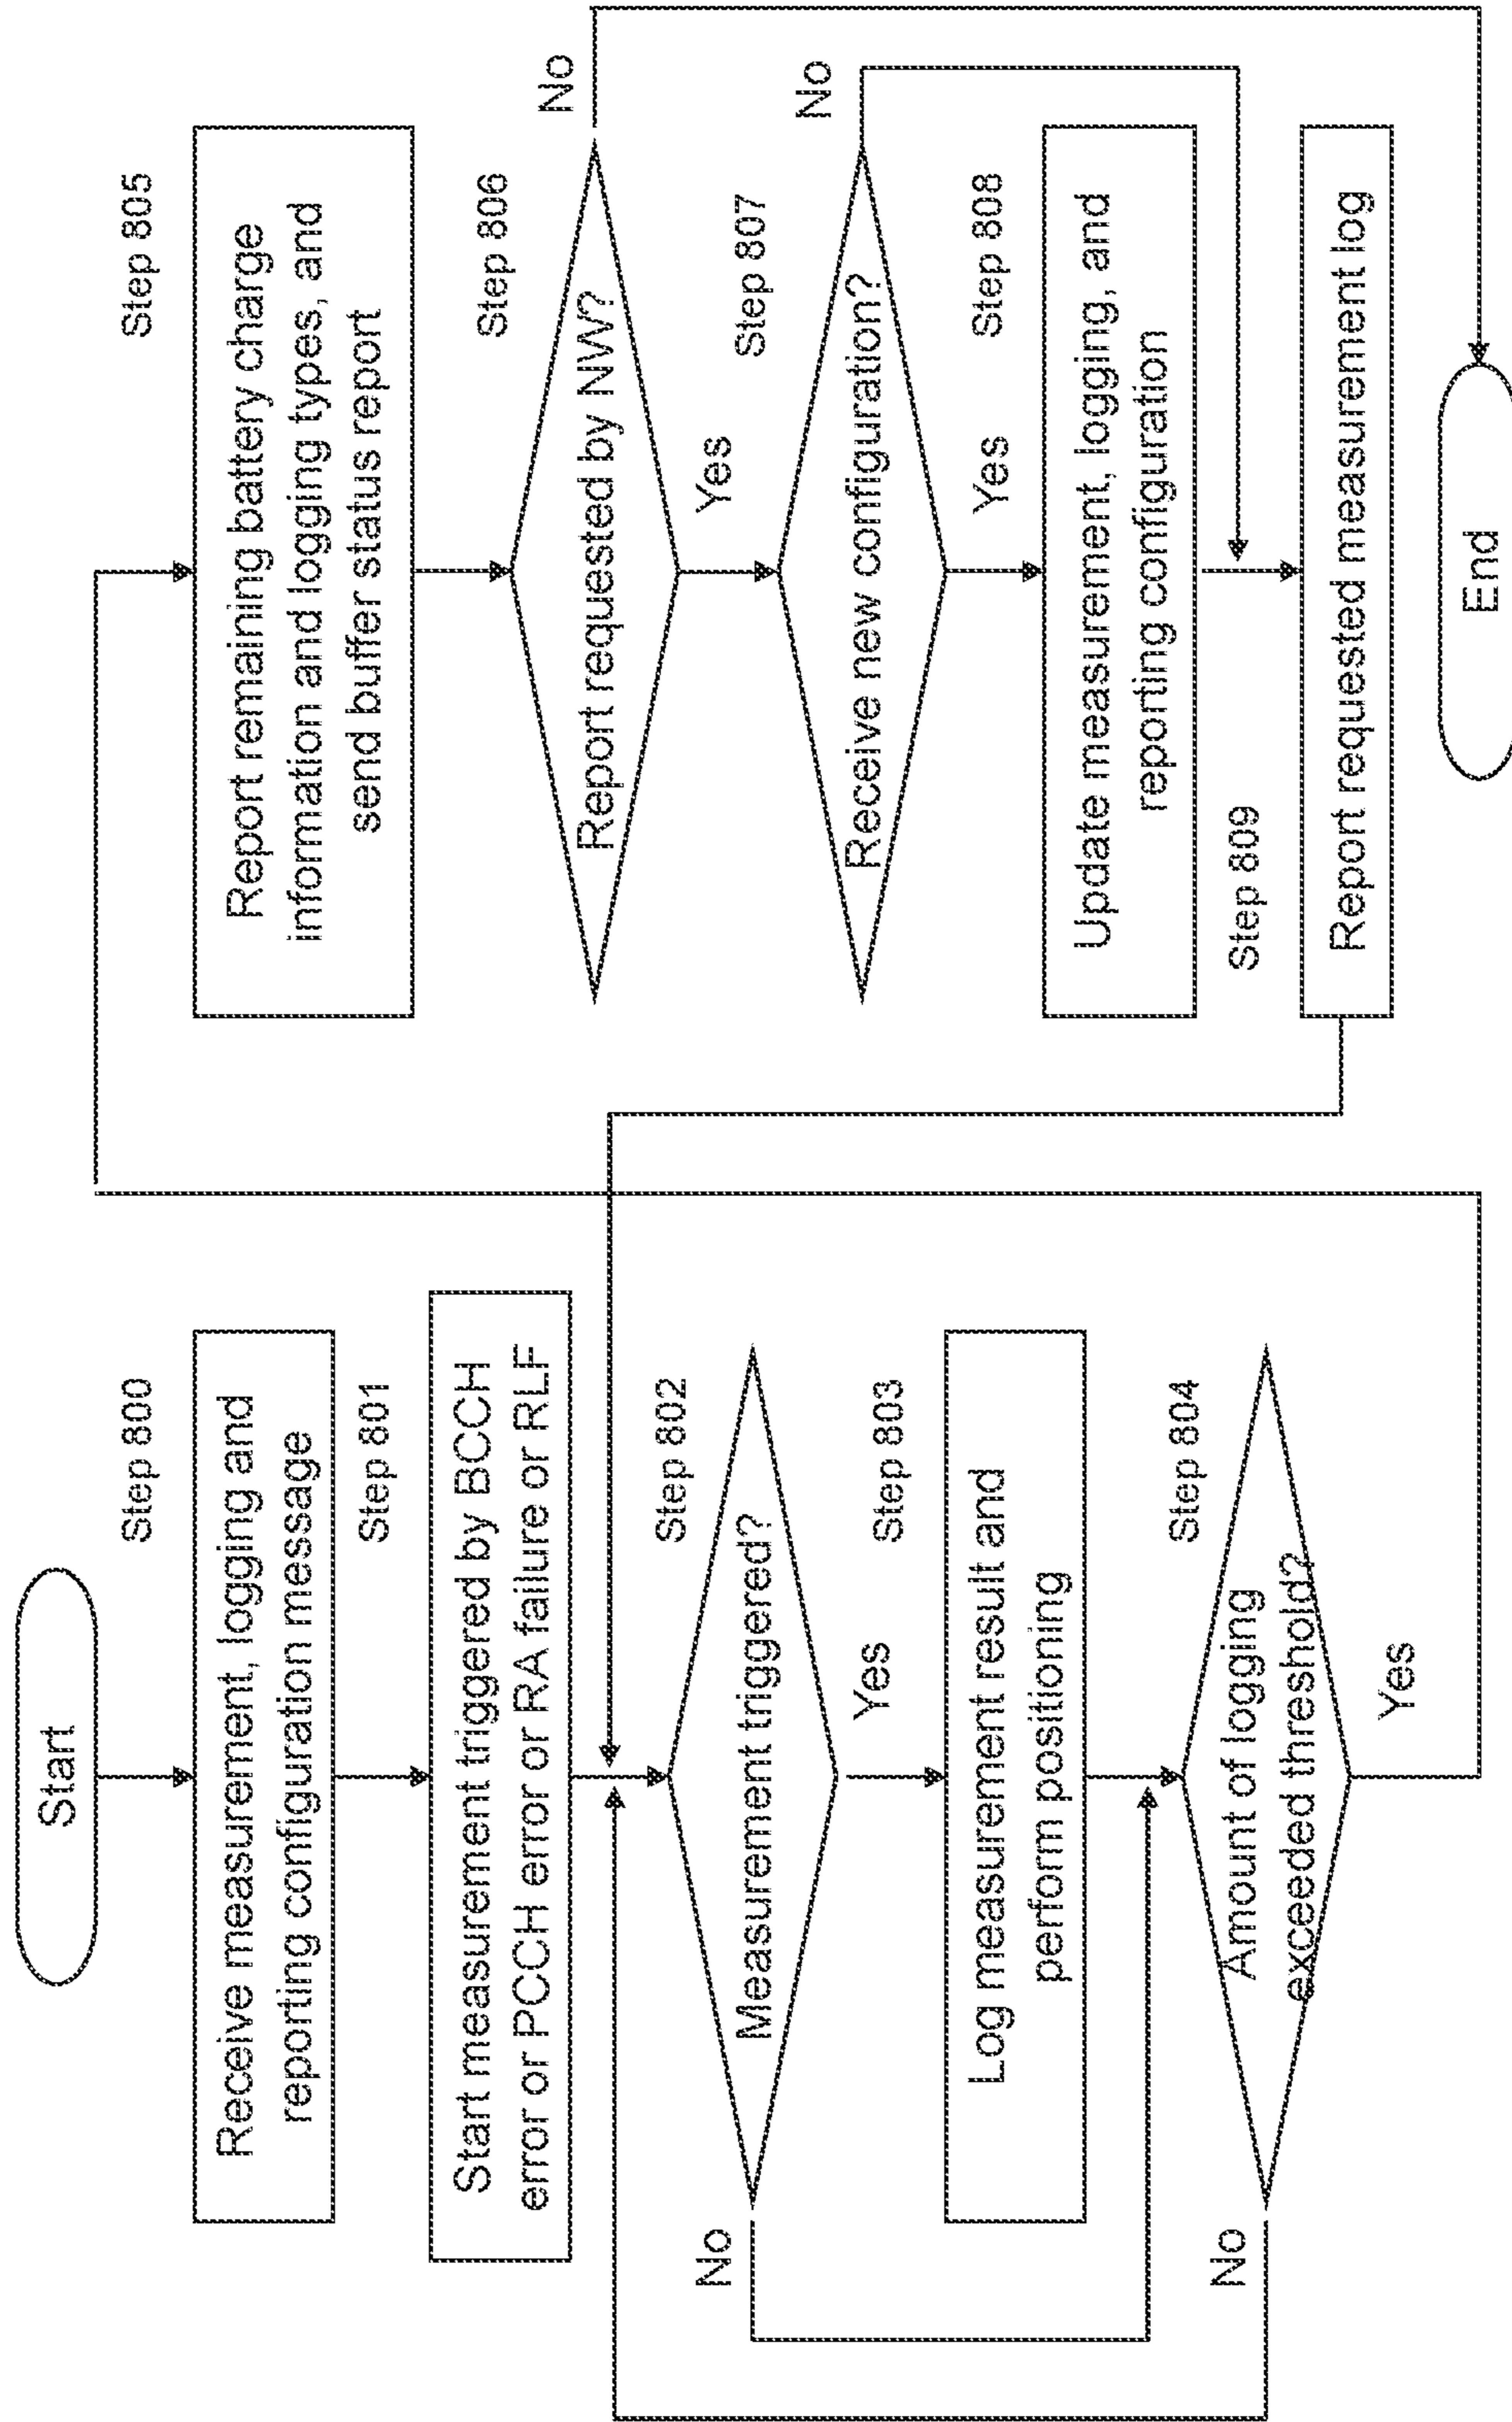 Start
Step 800
Receive measurement, logging and
reporting configuration message
Step 801
Start measurement triggered by BCCH
error or PCCH error or RA failure or RLF
Step 802
Measurement triggered?
No
Yes
Step 803
Log measurement result and
perform positioning
Step 804
Amount of logging
exceeded threshold?
No
Yes
Step 805
Report remaining battery charge
information and logging types, and
send buffer status report
Step 806
Report requested by NW?
No
Yes
Step 807
Receive new configuration?
No
Yes
Step 808
Update measurement, logging, and
reporting configuration
Step 809
Report requested measurement log
End